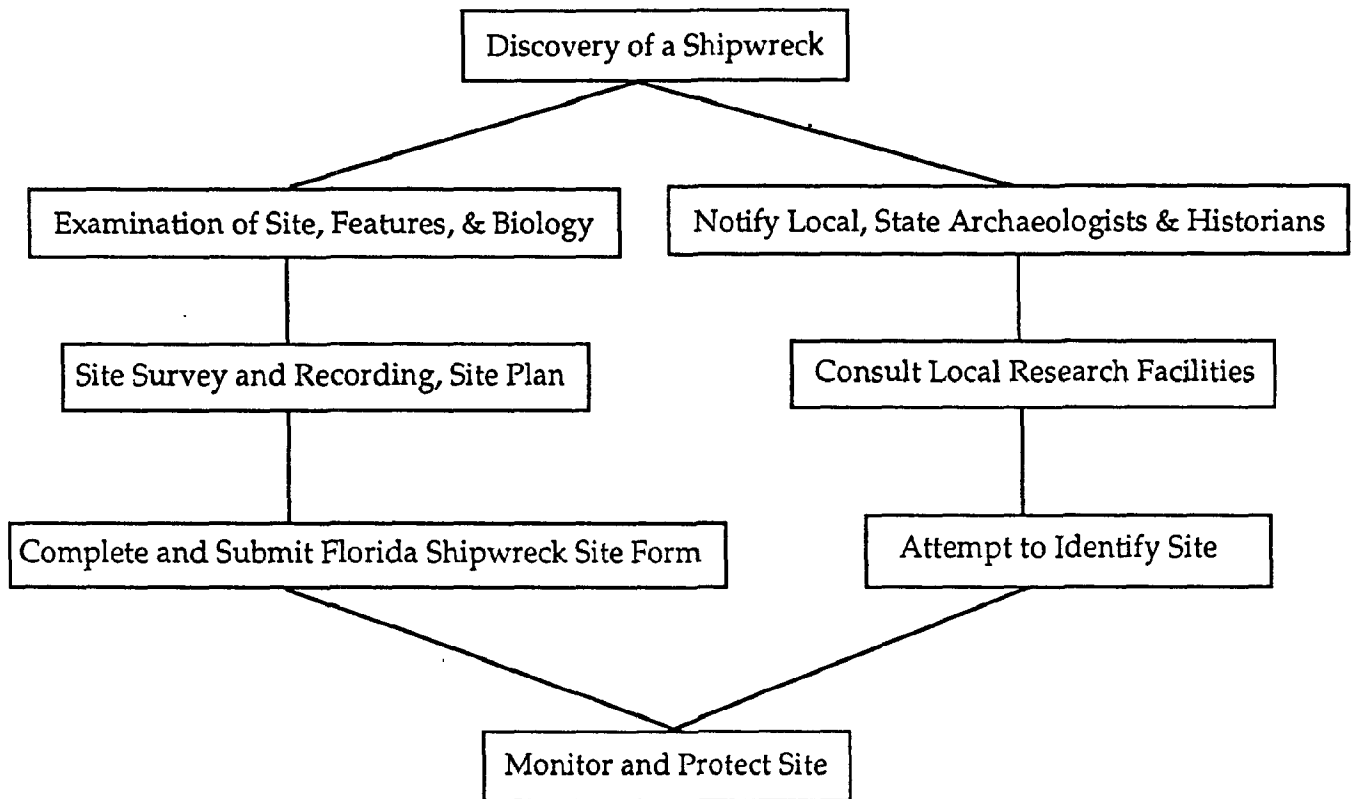 Discovery of a Shipwreck
Examination of Site, Features, & Biology
Notify Local, State Archaeologists & Historians
Site Survey and Recording, Site Plan
Consult Local Research Facilities
Complete and Submit Florida Shipwreck Site Form
Attempt to Identify Site
Monitor and Protect Site